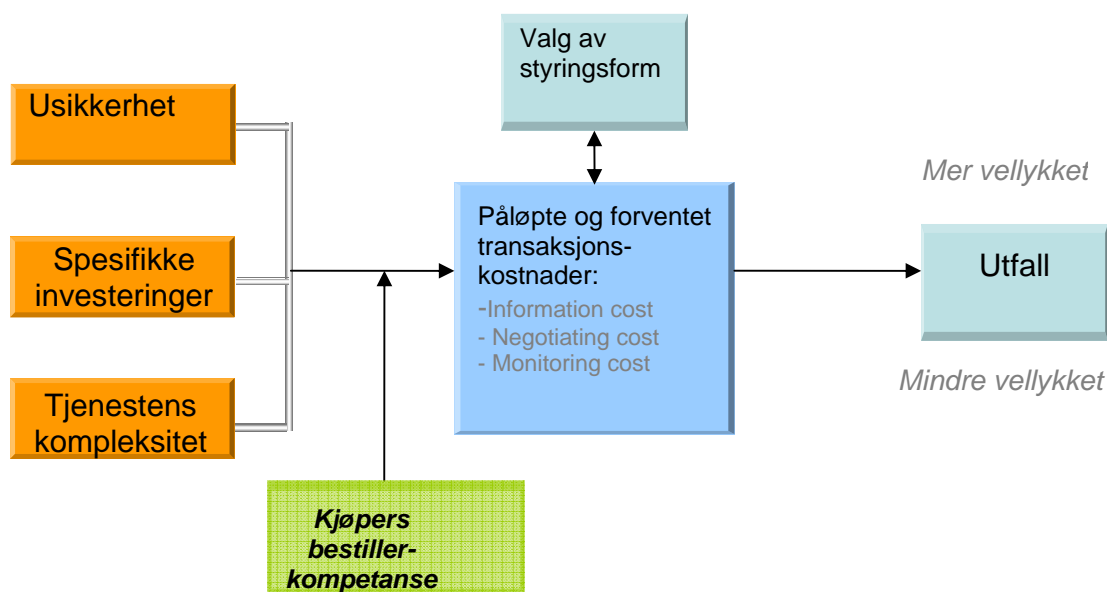 Valg av
styringsform
Usikkerhet
Spesifikke
investeringer
Tjenestens
kompleksitet
Kjøpers
bestiller-
kompetanse
Påløpte og forventet
transaksjons-
kostnader:
-Information cost
- Negotiating cost
- Monitoring cost
Mer vellykket
Utfall
Mindre vellykket